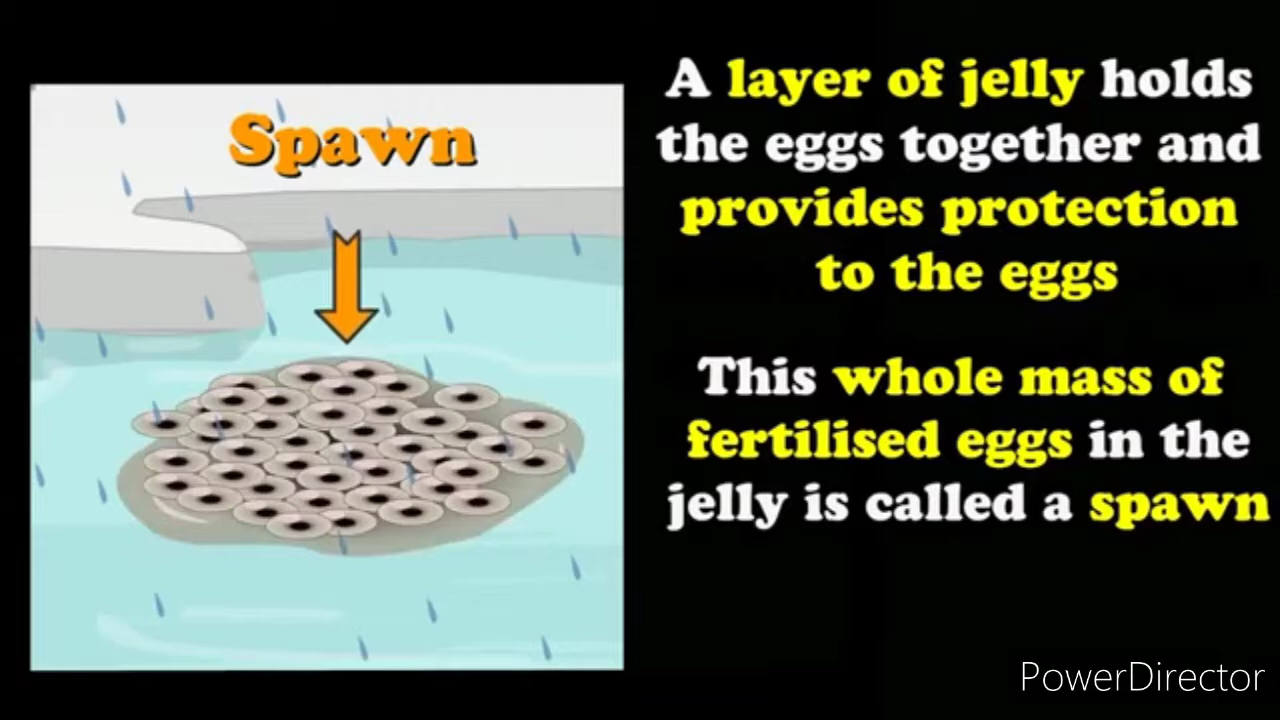 Spawn
A layer of jelly holds
the eggs together and
provides protection
to the eggs
This whole mass of
fertilised eggs in the
jelly is called a spawn
PowerDirector